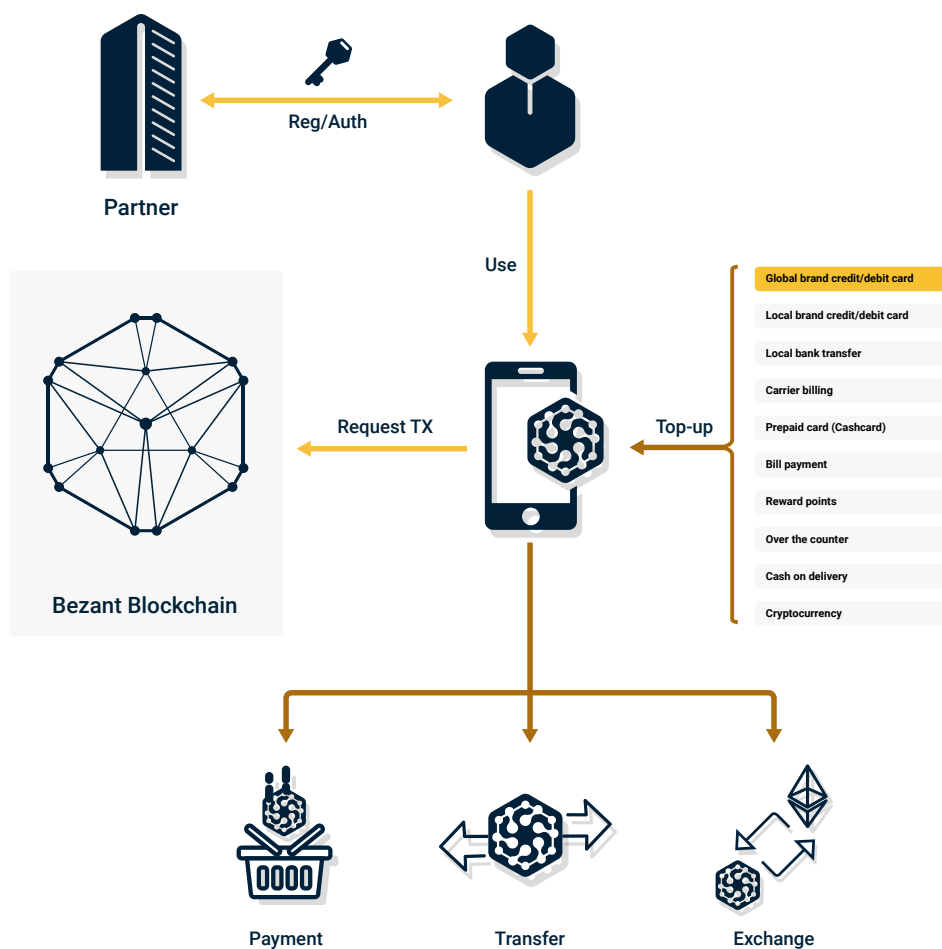 Reg/Auth
Partner
Use
Global brand credit/debit card
Local brand credit/debit card
Local bank transfer
Carrier billing
Prepaid card (Cashcard)
Bill payment
Reward points
Over the counter
Cash on delivery
Cryptocurrency
Request TX
Top-up
Bezant Blockchain
Payment
Transfer
Exchange